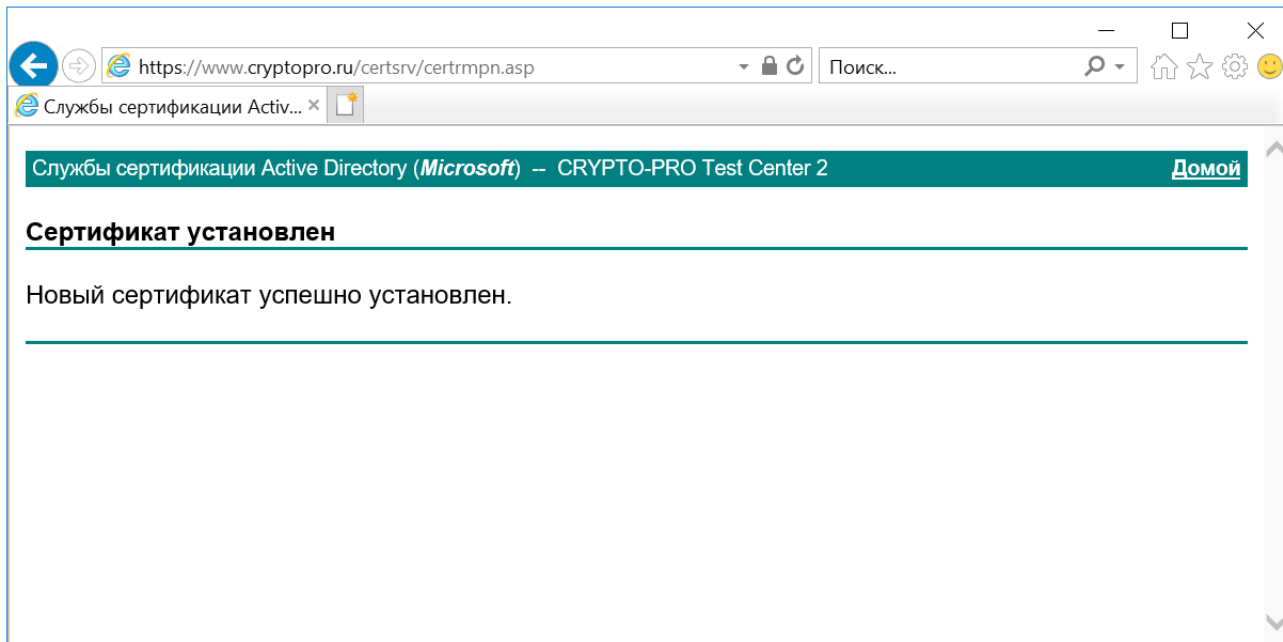 https://www.cryptopro.ru/certsrv/certrmpn.asp
Поиск...
Службы сертификации Activ...
Службы сертификации Active Directory (Microsoft) -- CRYPTO-PRO Test Center 2
Домой
Сертификат установлен
Новый сертификат успешно установлен.